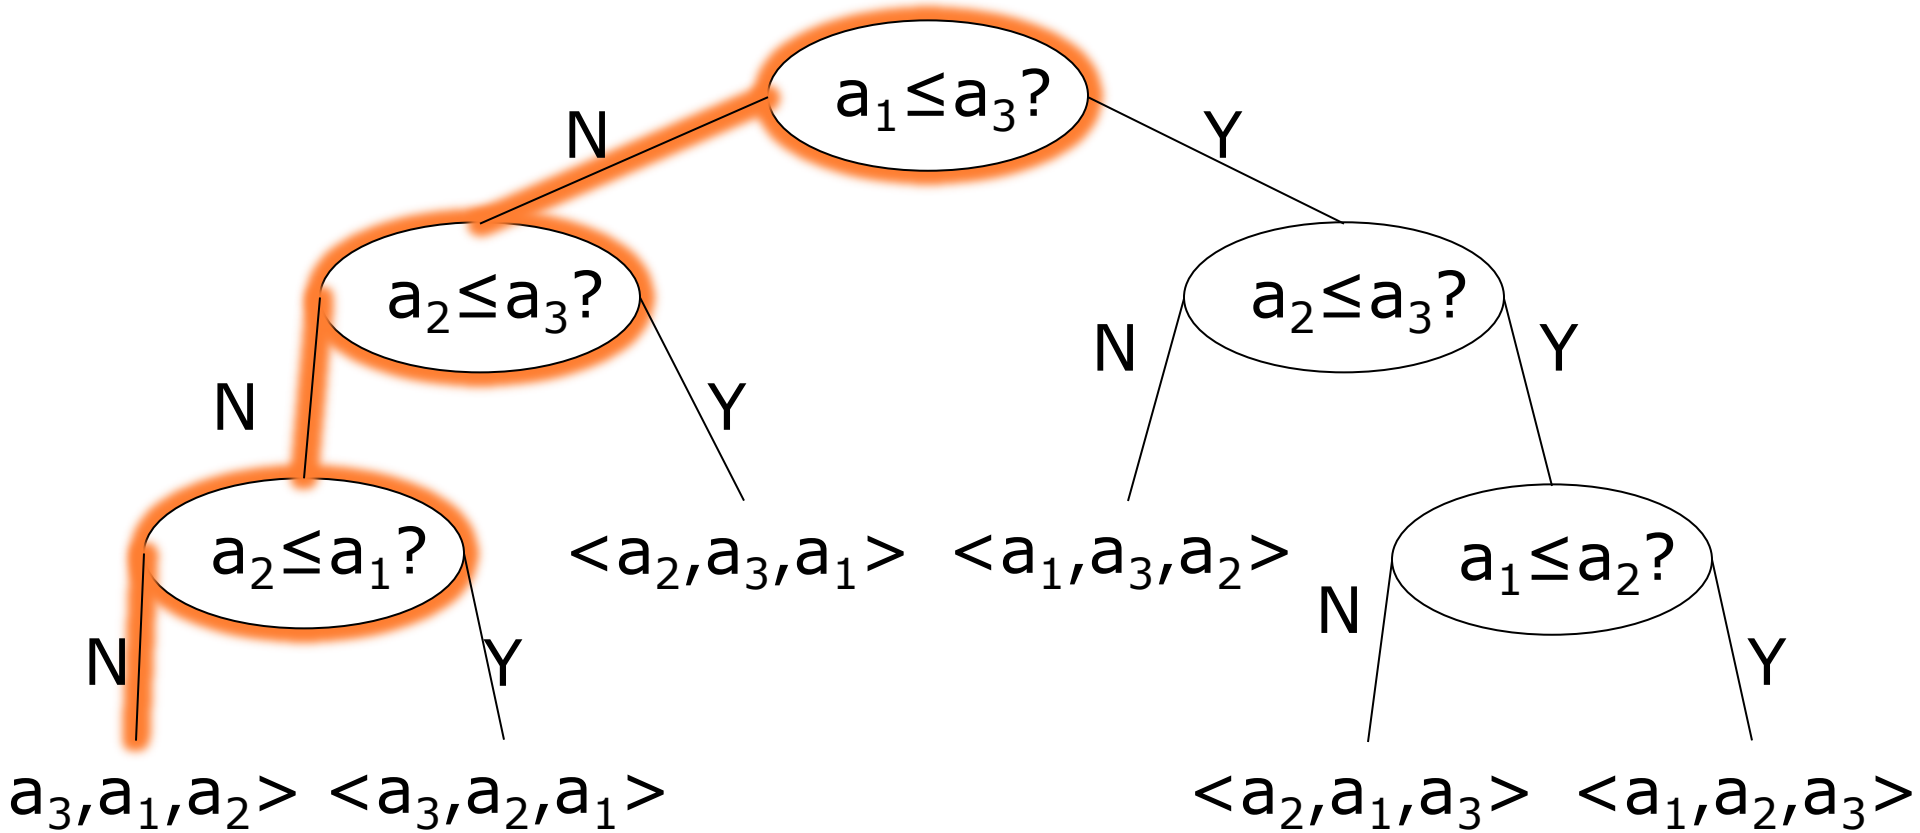 a₁≤a₃?
N
Y
a₂≤a₃?
a₂≤a₃?
N
Y
N
Y
a₂≤a₁?
<a₂,a₃,a₁>
<a₁,a₃,a₂>
a₁≤a₂?
N
Y
N
Y
a₃,a₁,a₂>
<a₃,a₂,a₁>
<a₂,a₁,a₃>
<a₁,a₂,a₃>